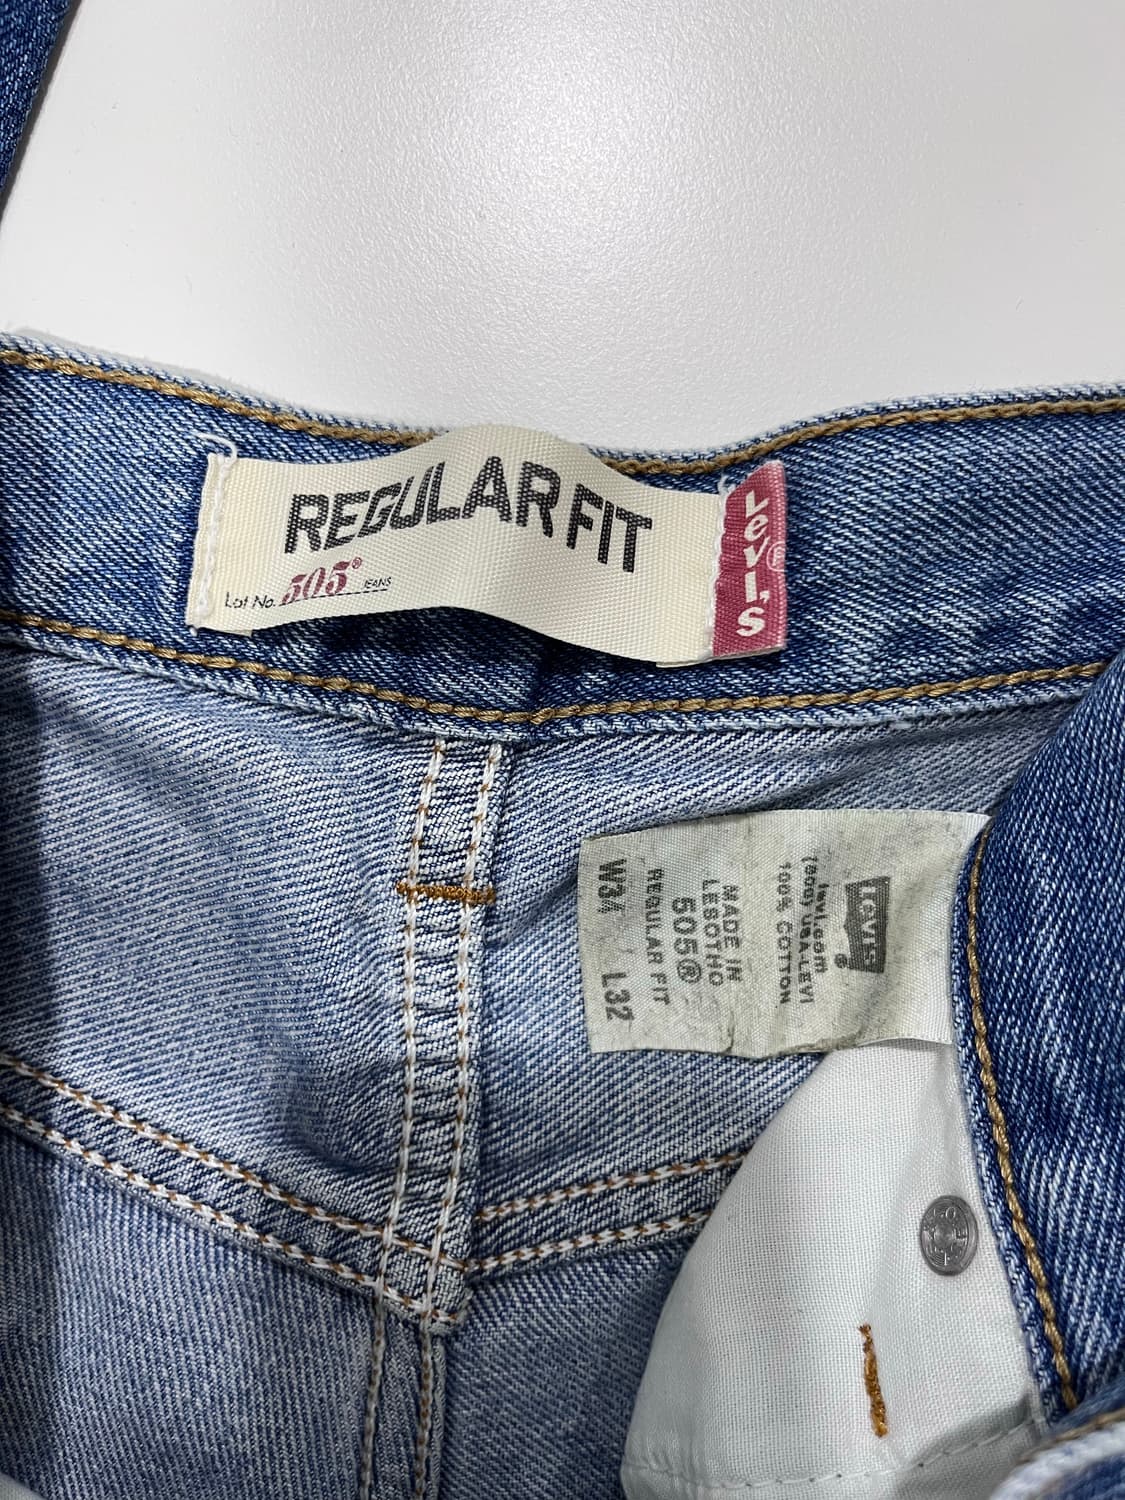 REGULAR FIT
Lot No. 505® JEANS
Levi's®
Levi's®
levi.com
(800) USA-LEVI
100% COTTON
MADE IN
LESOTHO
505®
REGULAR FIT
W34 / L32